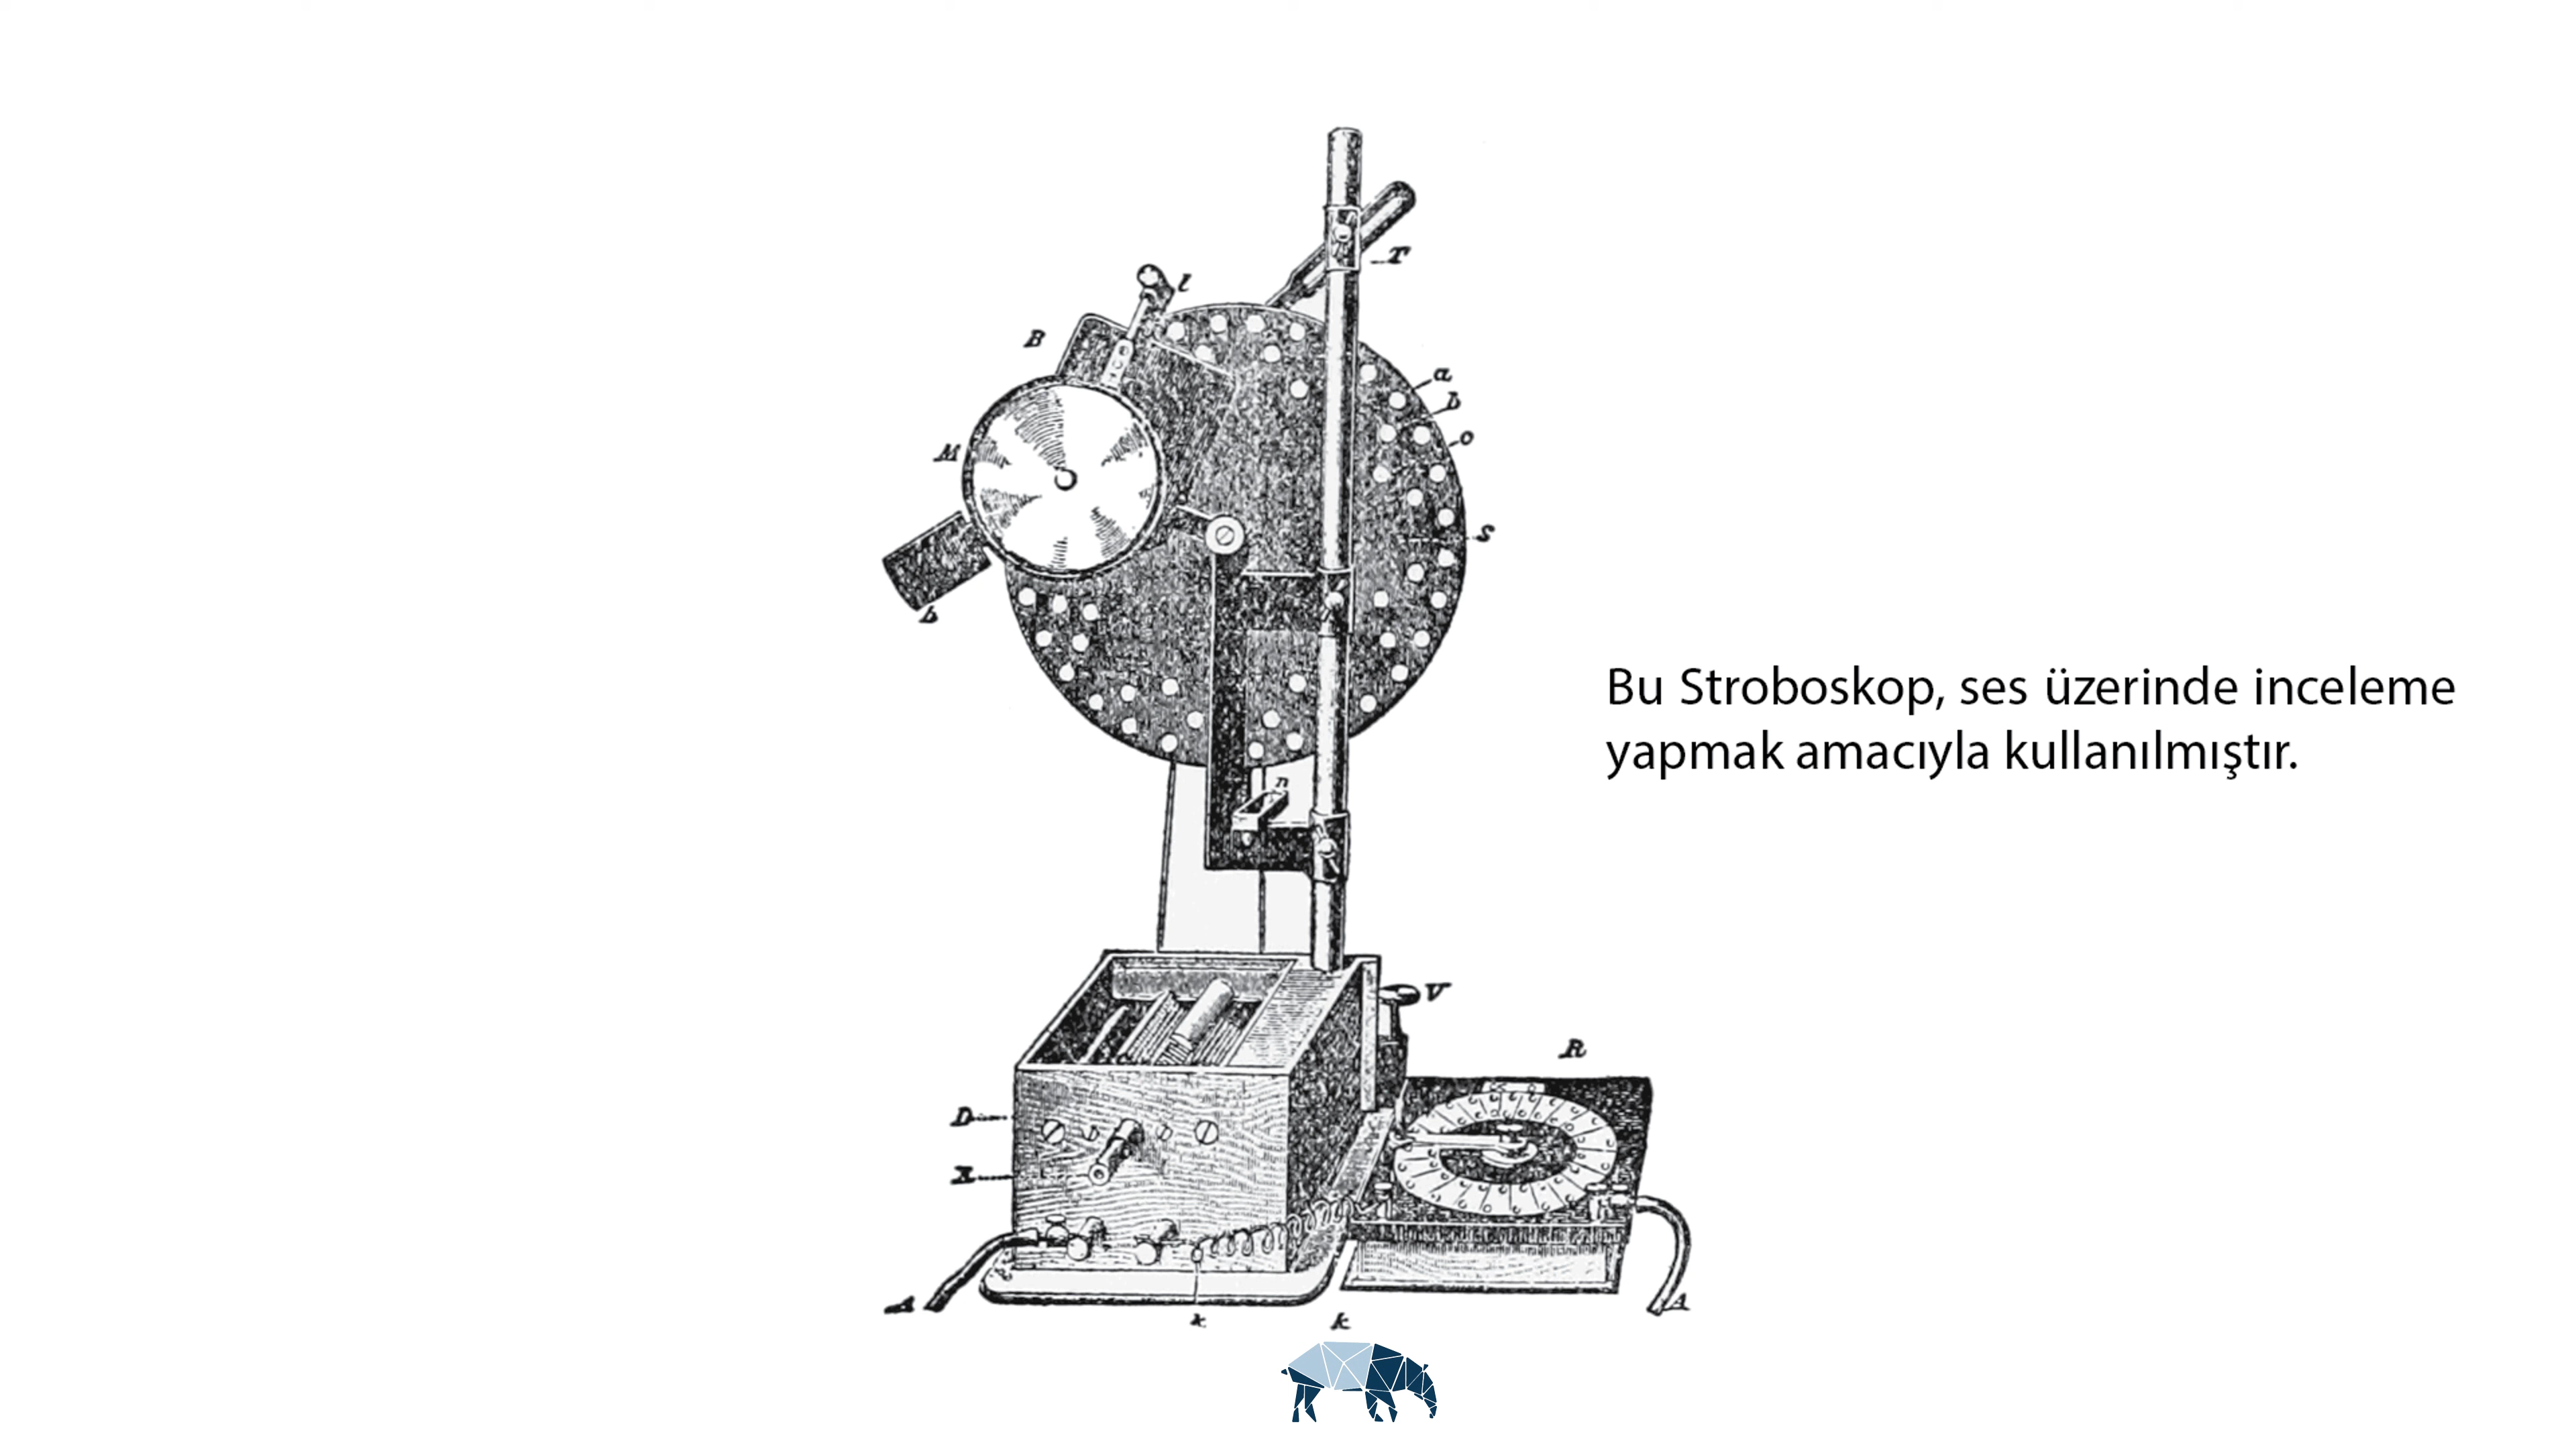 T
l
B
a
b
o
M
S
b
Bu Stroboskop, ses üzerinde inceleme
yapmak amacıyla kullanılmıştır.
n
V
R
D
X
A
A
k
k